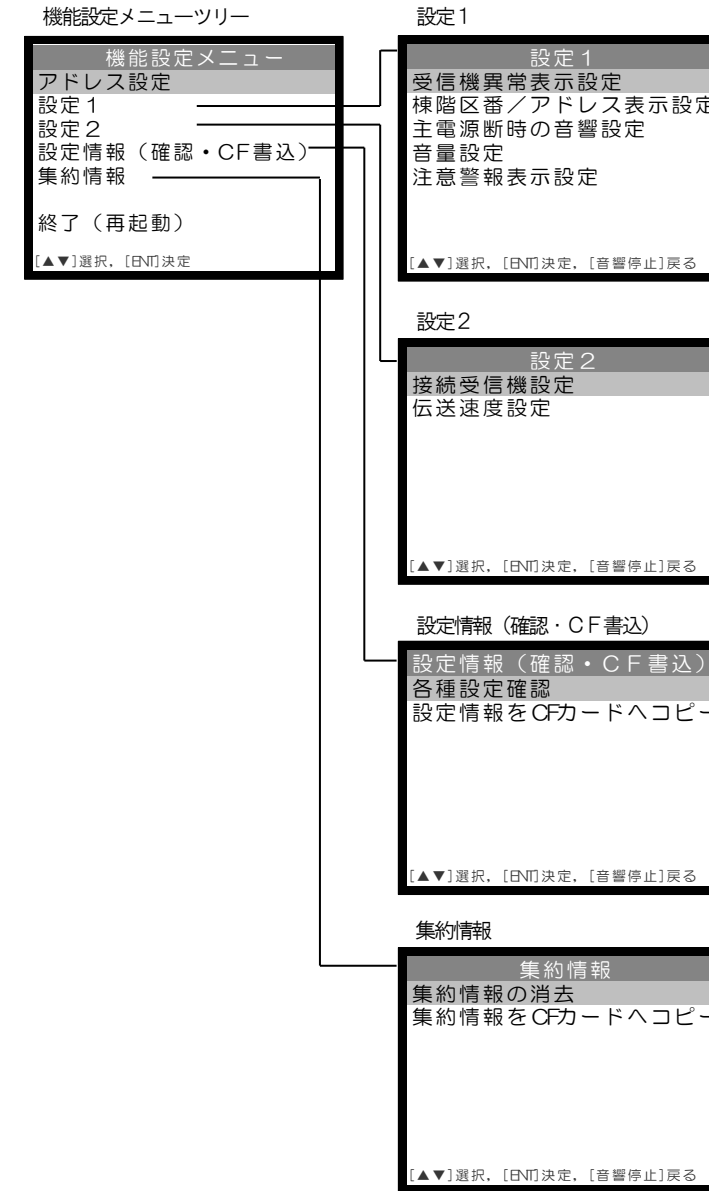 機能設定メニューツリー
機能設定メニュー
アドレス設定
設定1
設定2
設定情報(確認・CF書込)
集約情報
終了(再起動)
[▲▼]選択，[ENT]決定
設定1
設定1
受信機異常表示設定
棟階区番／アドレス表示設定
主電源断時の音響設定
音量設定
注意警報表示設定
[▲▼]選択，[ENT]決定，[音響停止]戻る
設定2
設定2
接続受信機設定
伝送速度設定
[▲▼]選択，[ENT]決定，[音響停止]戻る
設定情報（確認・CF書込）
設定情報（確認・CF書込）
各種設定確認
設定情報をCFカードへコピー
[▲▼]選択，[ENT]決定，[音響停止]戻る
集約情報
集約情報
集約情報の消去
集約情報をCFカードへコピー
[▲▼]選択，[ENT]決定，[音響停止]戻る